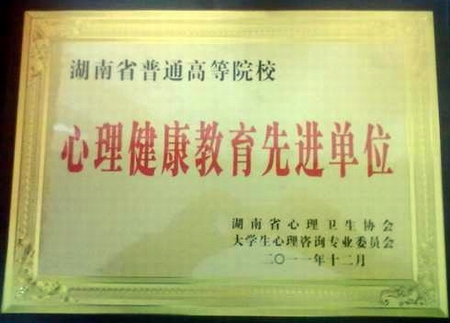 湖南省普通高等院校
心理健康教育先进单位
湖南省心理卫生协会
大学生心理咨询专业委员会
二〇一一年十二月